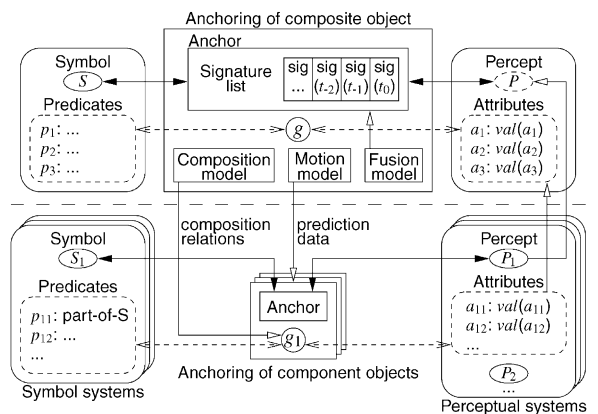 Anchoring of composite object
Symbol
S
Predicates
p1: ...
p2: ...
p3: ...
Anchor
Signature
list
sig sig sig sig
... (t-2) (t-1) (t0)
g
Composition
model
Motion
model
Fusion
model
Percept
P
Attributes
a1: val(a1)
a2: val(a2)
a3: val(a3)
composition
relations
prediction
data
Symbol
S1
Predicates
p11: part-of-S
p12: ...
...
Symbol systems
Anchor
g1
Anchoring of component objects
Percept
P1
Attributes
a11: val(a11)
a12: val(a12)
...
P2
...
Perceptual systems